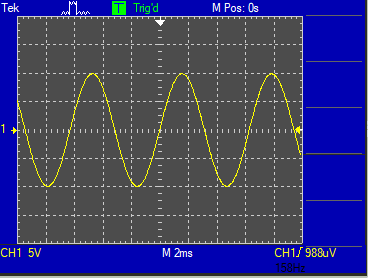 Tek T Trig'd M Pos: 0s
1
CH1 5V M 2ms CH1 / 988uV